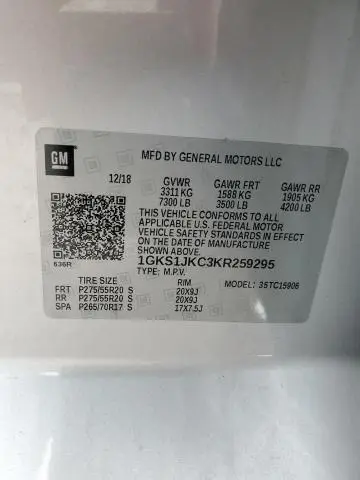 GM
MFD BY GENERAL MOTORS LLC
12/18 GVWR GAWR FRT GAWR RR
3311 KG 1588 KG 1905 KG
7300 LB 3500 LB 4200 LB
THIS VEHICLE CONFORMS TO ALL
APPLICABLE U.S. FEDERAL MOTOR
VEHICLE SAFETY STANDARDS IN EFFECT
ON THE DATE OF MANUFACTURE
SHOWN ABOVE.
1GKS1JKC3KR259295
636R TYPE: M.P.V. MODEL: 35TC15906
TIRE SIZE RIM
FRT P275/55R20 S 20X9J
RR P275/55R20 S 20X9J
SPA P265/70R17 S 17X7.5J